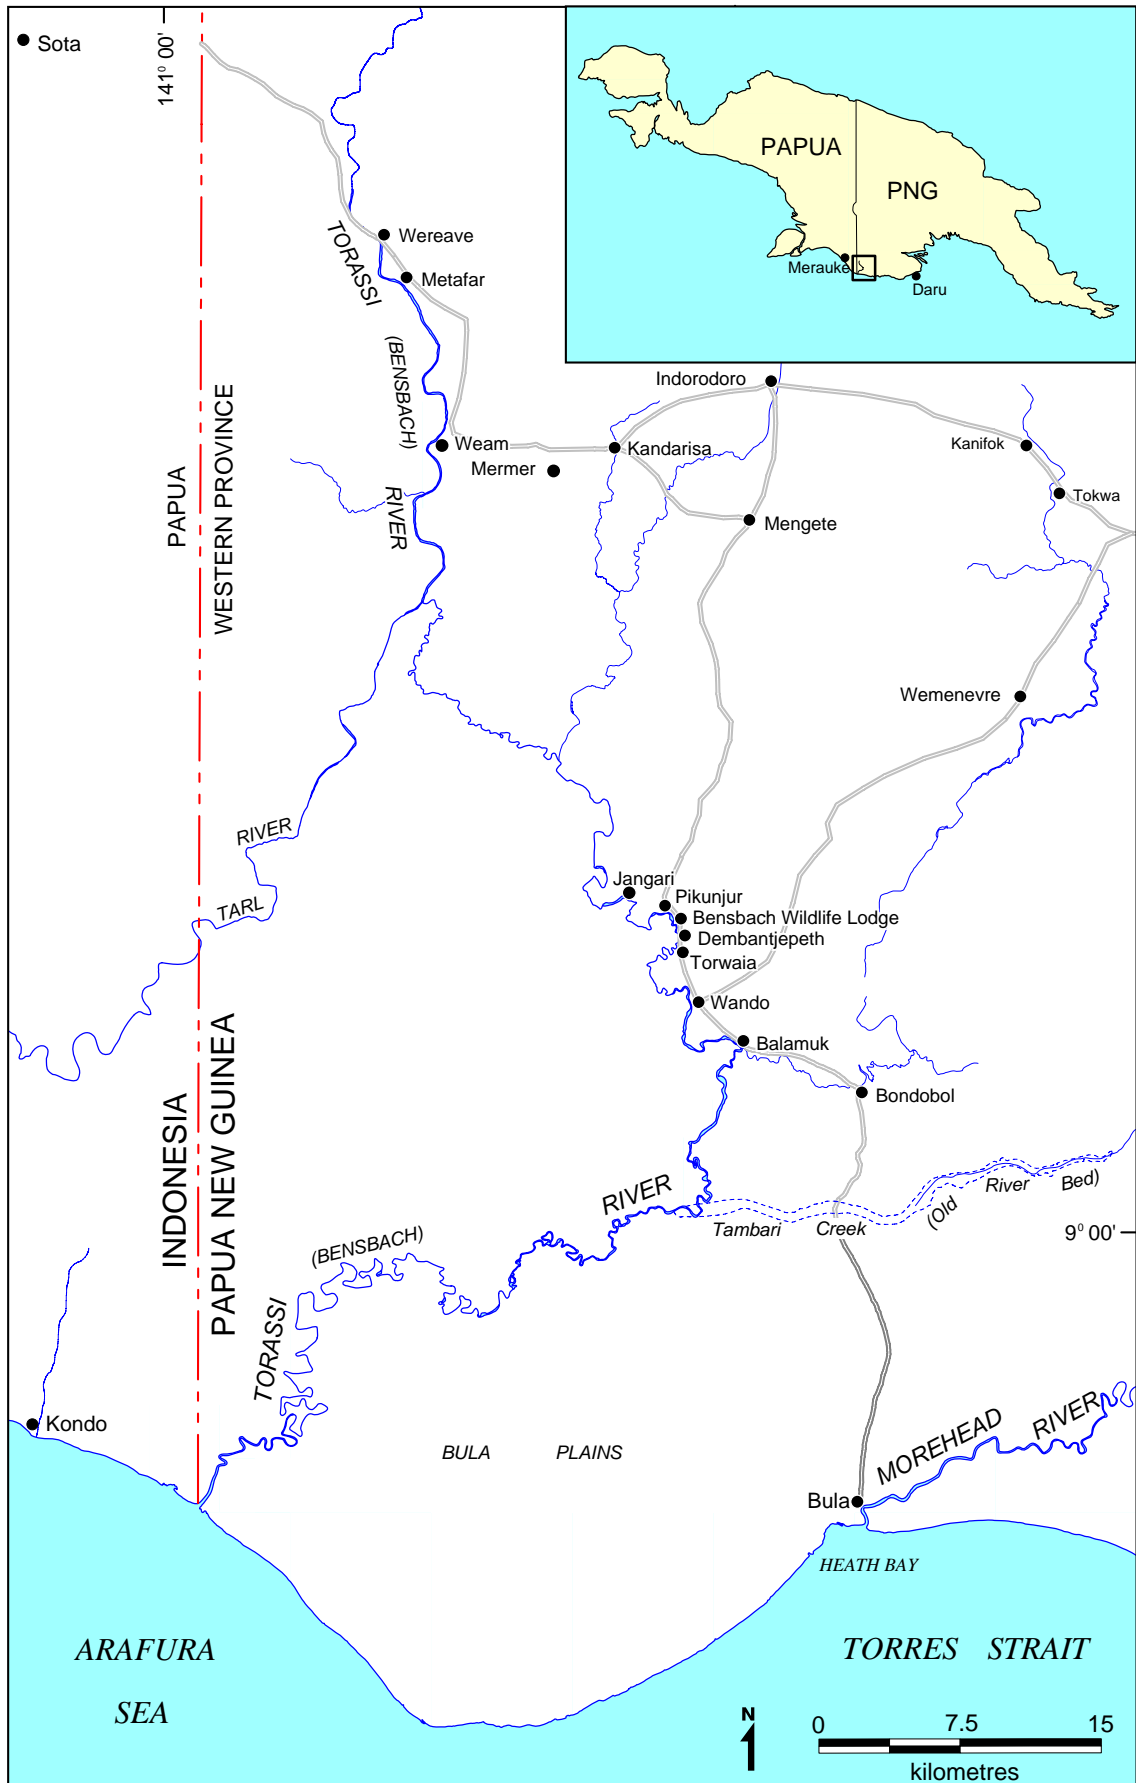 Sota
141⁰ 00'
PAPUA
PNG
Merauke
Daru
Wereave
TORASSI
Metafar
(BENSBACH)
Indorodoro
WESTERN PROVINCE
PAPUA
Weam
Kandarisa
Kanifok
Mermer
RIVER
Tokwa
Mengete
Wemenevre
RIVER
TARL
Jangari
Pikunjur
Bensbach Wildlife Lodge
Dembantjepeth
Torwaia
Wando
Balamuk
Bondobol
INDONESIA
PAPUA NEW GUINEA
RIVER
Tambari Creek (Old River Bed)
9⁰ 00'
(BENSBACH)
TORASSI
Kondo
BULA PLAINS
MOREHEAD RIVER
Bula
HEATH BAY
ARAFURA
SEA
TORRES STRAIT
N
0 7.5 15
kilometres